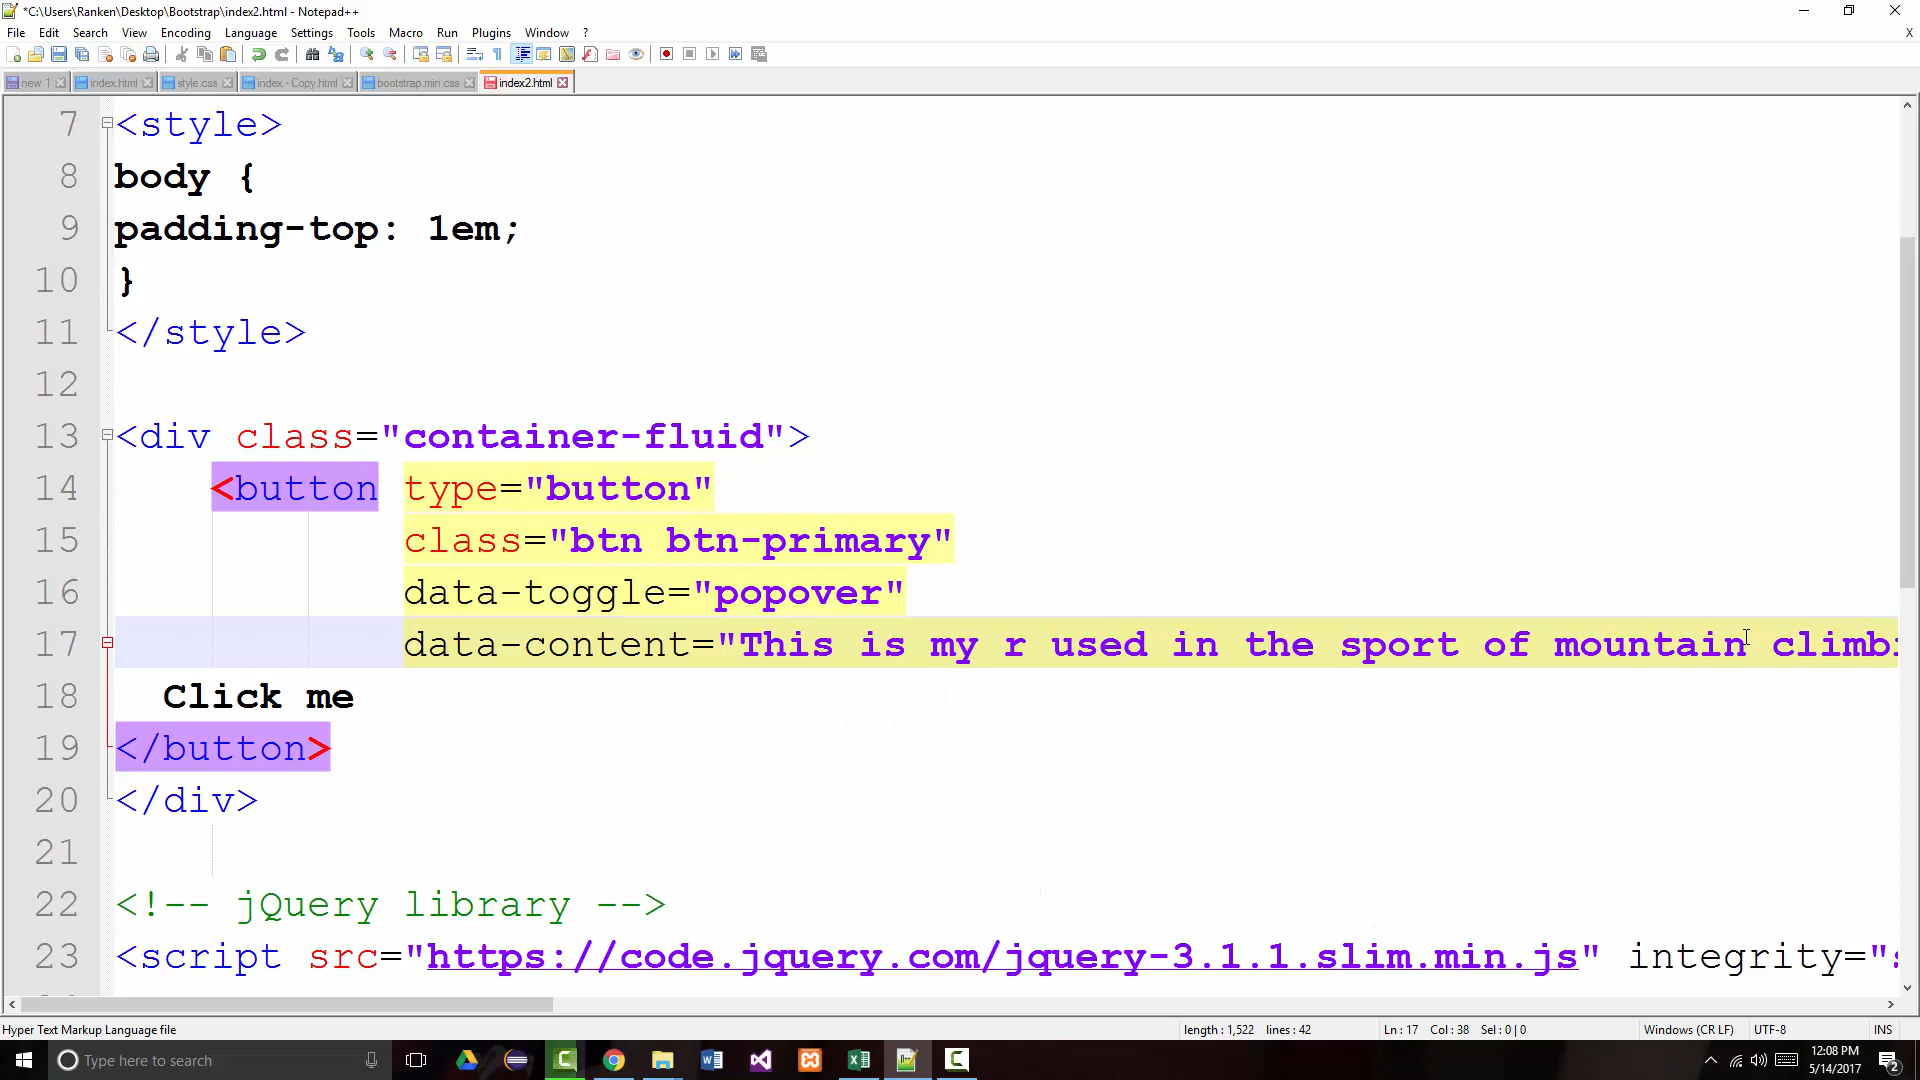 *C:\Users\Ranken\Desktop\Bootstrap\index2.html - Notepad++
File Edit Search View Encoding Language Settings Tools Macro Run Plugins Window ? X
new 1 index.html style.css index - Copy.html bootstrap.min.css index2.html
7 <style>
8 body {
9 padding-top: 1em;
10 }
11 </style>
12
13 <div class="container-fluid">
14 <button type="button"
15 class="btn btn-primary"
16 data-toggle="popover"
17 data-content="This is my r used in the sport of mountain climbi
18 Click me
19 </button>
20 </div>
21
22 <!-- jQuery library -->
23 <script src="https://code.jquery.com/jquery-3.1.1.slim.min.js" integrity="s
Hyper Text Markup Language file length : 1,522 lines : 42 Ln : 17 Col : 38 Sel : 0 | 0 Windows (CR LF) UTF-8 INS
Type here to search
12:08 PM
5/14/2017
2